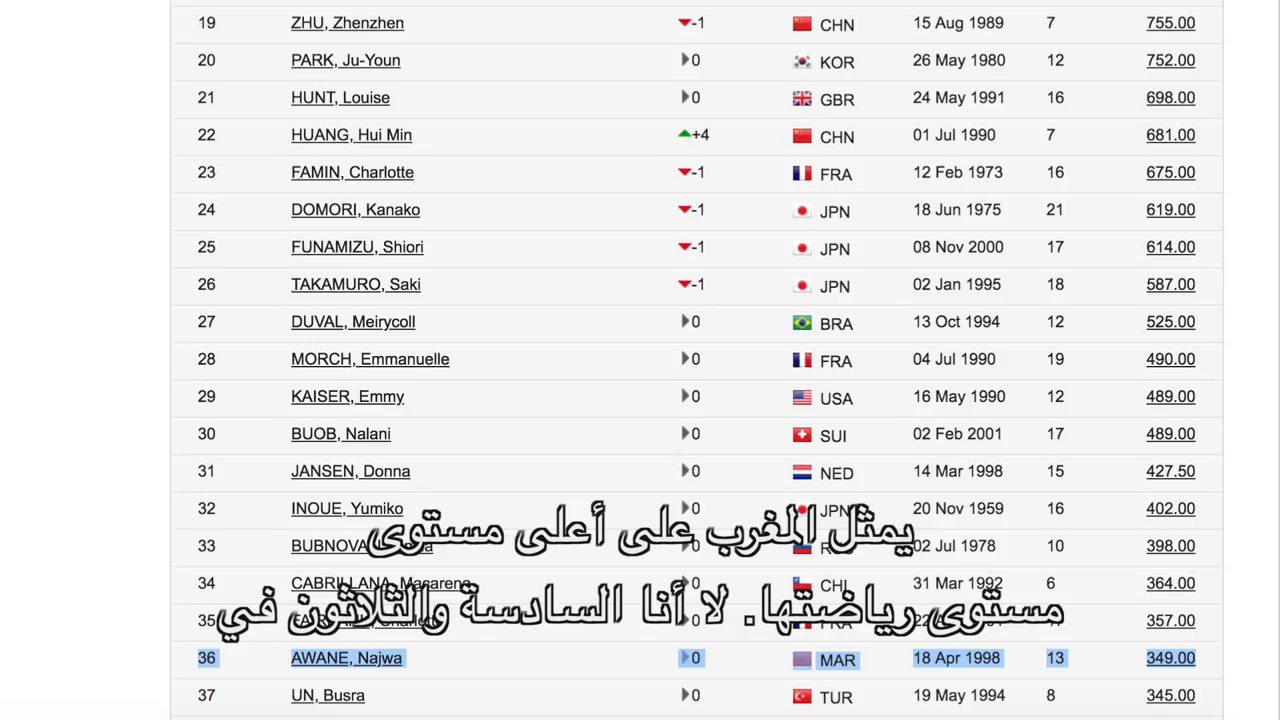 19 ZHU, Zhenzhen -1 CHN 15 Aug 1989 7 755.00
20 PARK, Ju-Youn 0 KOR 26 May 1980 12 752.00
21 HUNT, Louise 0 GBR 24 May 1991 16 698.00
22 HUANG, Hui Min +4 CHN 01 Jul 1990 7 681.00
23 FAMIN, Charlotte -1 FRA 12 Feb 1973 16 675.00
24 DOMORI, Kanako -1 JPN 18 Jun 1975 21 619.00
25 FUNAMIZU, Shiori -1 JPN 08 Nov 2000 17 614.00
26 TAKAMURO, Saki -1 JPN 02 Jan 1995 18 587.00
27 DUVAL, Meirycoll 0 BRA 13 Oct 1994 12 525.00
28 MORCH, Emmanuelle 0 FRA 04 Jul 1990 19 490.00
29 KAISER, Emmy 0 USA 16 May 1990 12 489.00
30 BUOB, Nalani 0 SUI 02 Feb 2001 17 489.00
31 JANSEN, Donna 0 NED 14 Mar 1998 15 427.50
32 INOUE, Yumiko 0 JPN 20 Nov 1959 16 402.00
يمثل المغرب على أعلى مستوى
33 0 02 Jul 1978 10 398.00
34 CABRILLANA, Macarena 0 CHI 31 Mar 1992 6 364.00
مستوى رياضتها. لا أنا السادسة والثلاثون في
35 0 FRA 357.00
36 AWANE, Najwa 0 MAR 18 Apr 1998 13 349.00
37 UN, Busra 0 TUR 19 May 1994 8 345.00